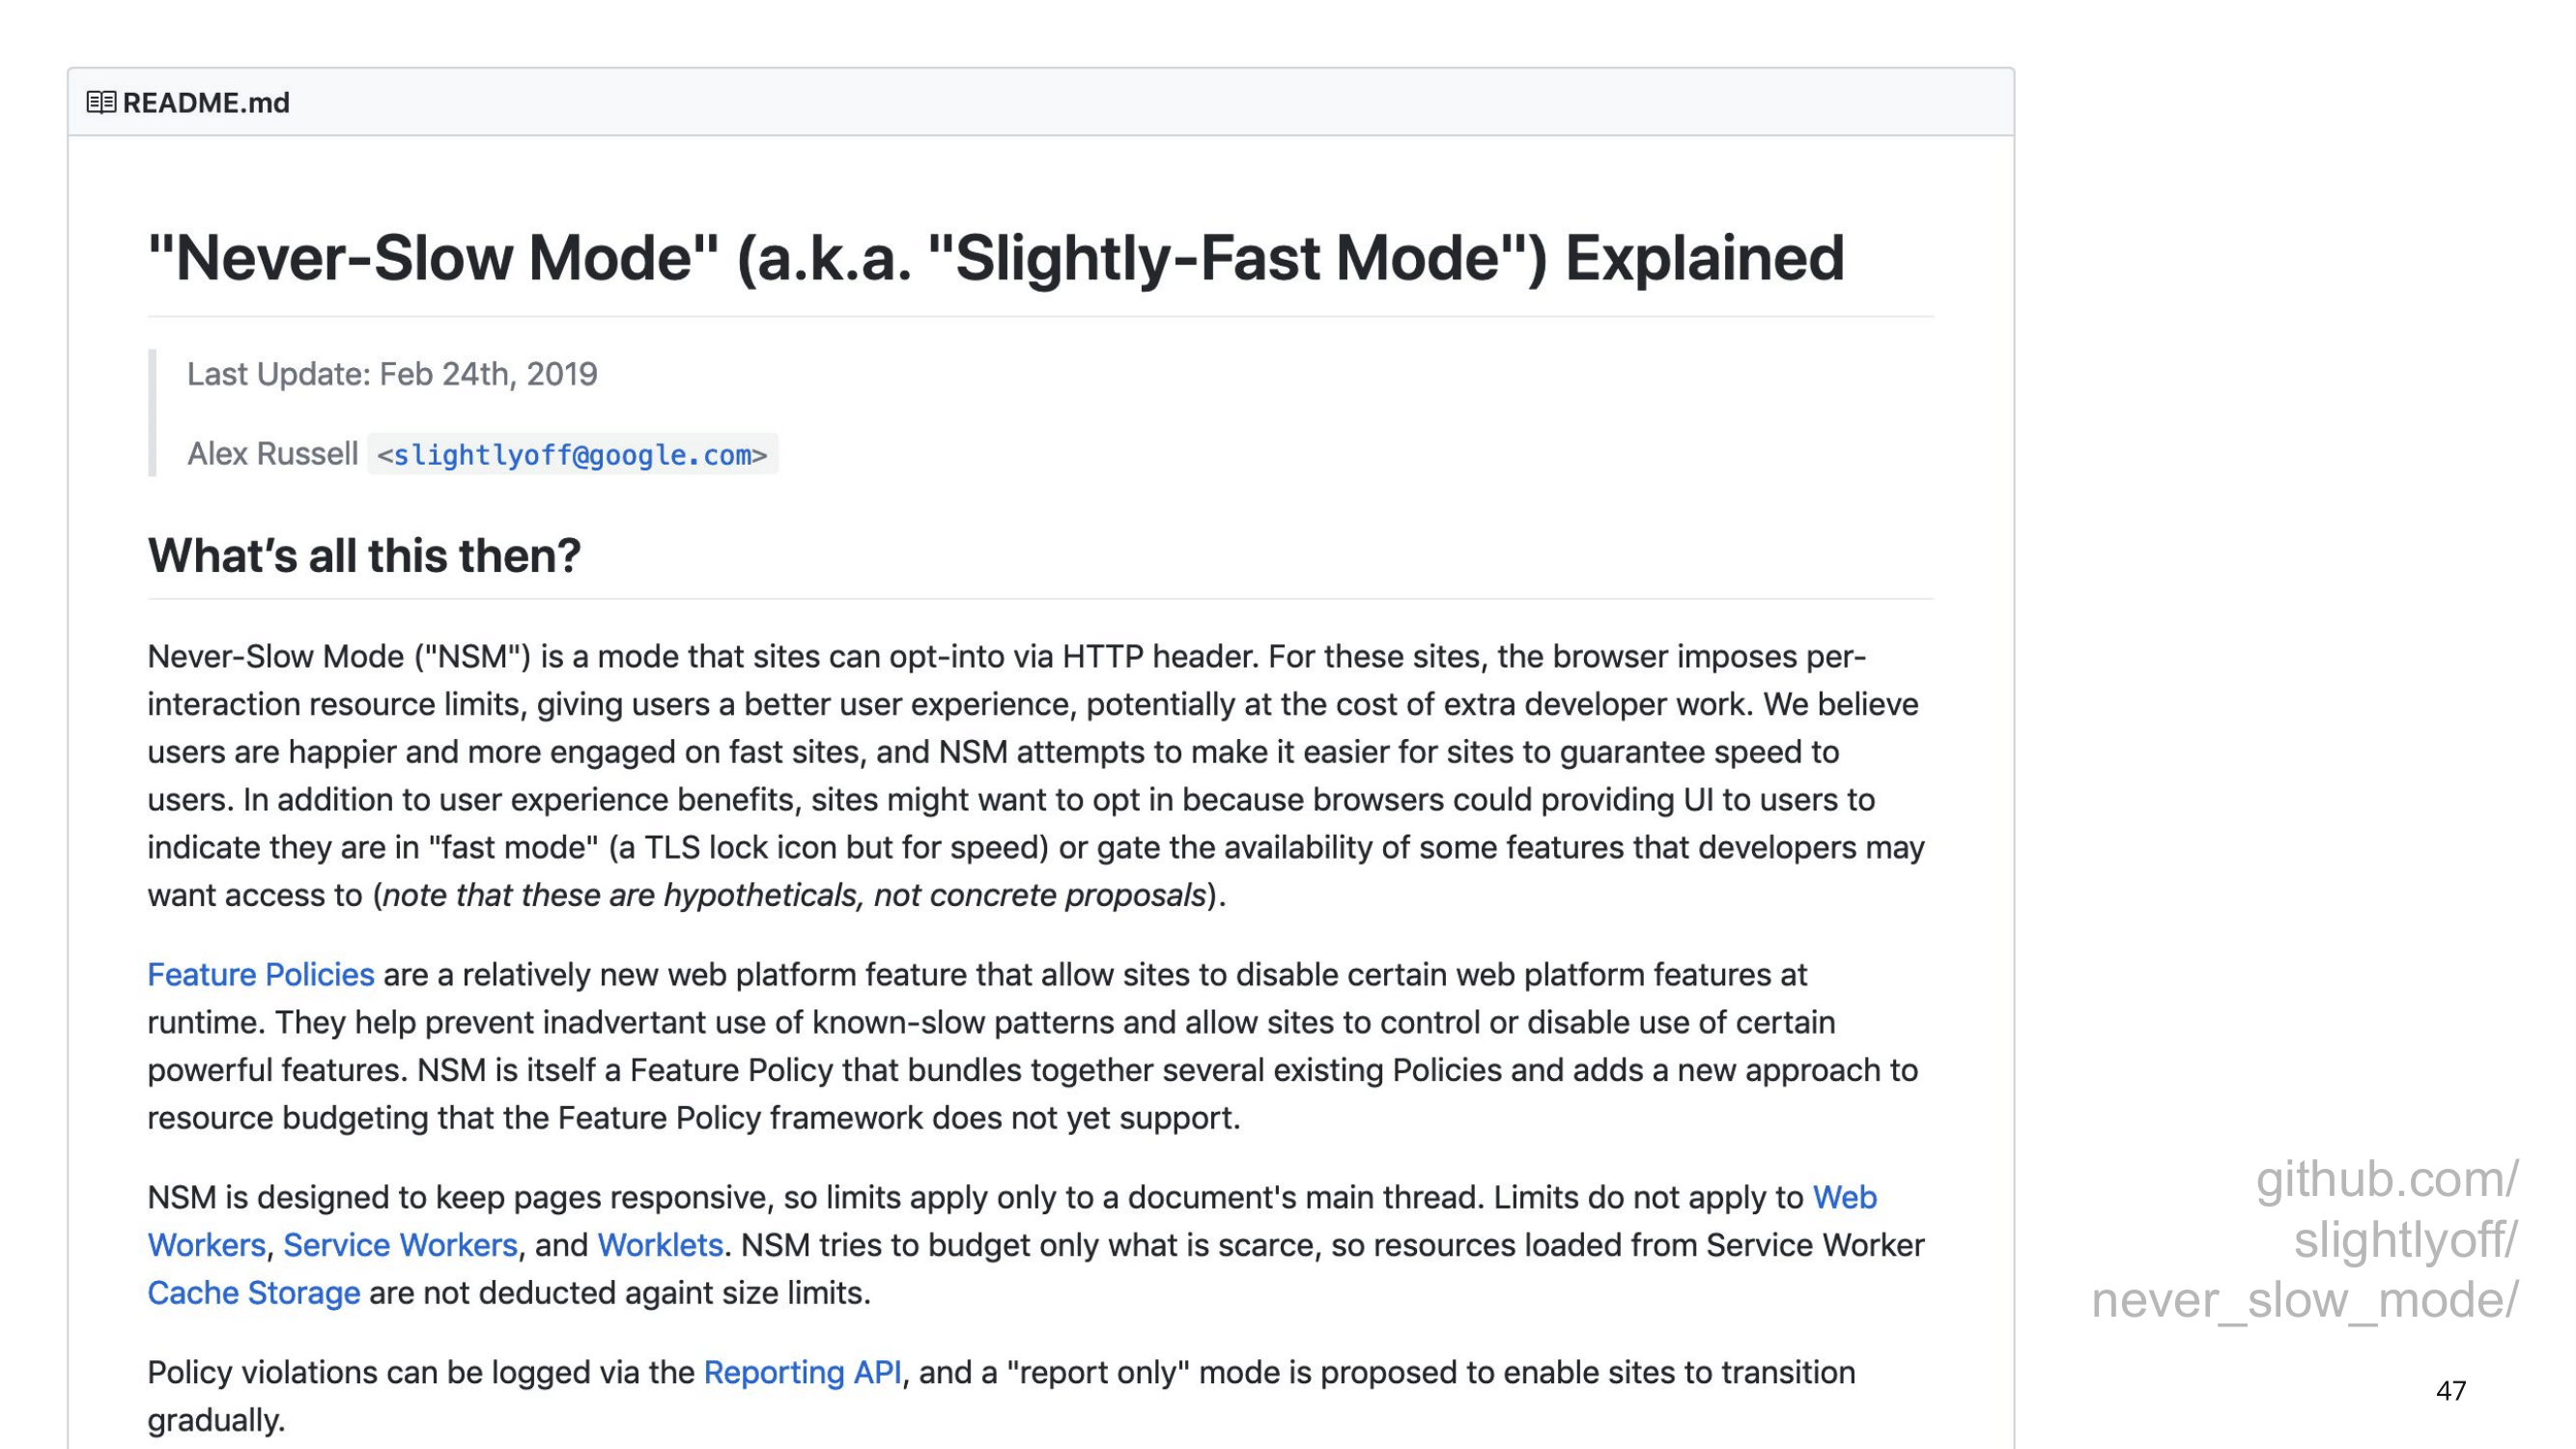 README.md
"Never-Slow Mode" (a.k.a. "Slightly-Fast Mode") Explained
Last Update: Feb 24th, 2019
Alex Russell <slightlyoff@google.com>
What's all this then?
Never-Slow Mode ("NSM") is a mode that sites can opt-into via HTTP header. For these sites, the browser imposes per-
interaction resource limits, giving users a better user experience, potentially at the cost of extra developer work. We believe
users are happier and more engaged on fast sites, and NSM attempts to make it easier for sites to guarantee speed to
users. In addition to user experience benefits, sites might want to opt in because browsers could providing UI to users to
indicate they are in "fast mode" (a TLS lock icon but for speed) or gate the availability of some features that developers may
want access to (note that these are hypotheticals, not concrete proposals).
Feature Policies are a relatively new web platform feature that allow sites to disable certain web platform features at
runtime. They help prevent inadvertant use of known-slow patterns and allow sites to control or disable use of certain
powerful features. NSM is itself a Feature Policy that bundles together several existing Policies and adds a new approach to
resource budgeting that the Feature Policy framework does not yet support.
NSM is designed to keep pages responsive, so limits apply only to a document's main thread. Limits do not apply to Web
Workers, Service Workers, and Worklets. NSM tries to budget only what is scarce, so resources loaded from Service Worker
Cache Storage are not deducted againt size limits.
Policy violations can be logged via the Reporting API, and a "report only" mode is proposed to enable sites to transition
gradually.
github.com/
slightlyoff/
never_slow_mode/
47